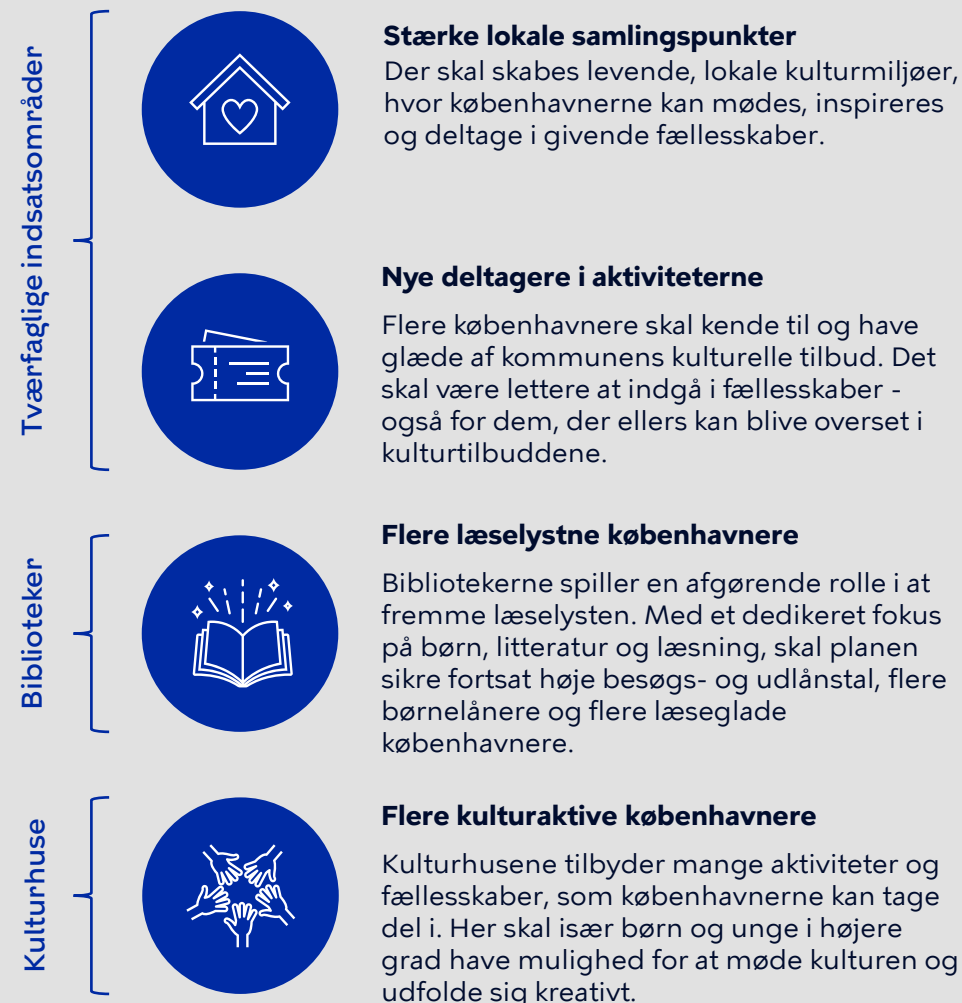 Tværfaglige indsatsområder
Stærke lokale samlingspunkter
Der skal skabes levende, lokale kulturmiljøer,
hvor københavnerne kan mødes, inspireres
og deltage i givende fællesskaber.
Nye deltagere i aktiviteterne
Flere københavnere skal kende til og have
glæde af kommunens kulturelle tilbud. Det
skal være lettere at indgå i fællesskaber -
også for dem, der ellers kan blive overset i
kulturtilbuddene.
Biblioteker
Flere læselystne københavnere
Bibliotekerne spiller en afgørende rolle i at
fremme læselysten. Med et dedikeret fokus
på børn, litteratur og læsning, skal planen
sikre fortsat høje besøgs- og udlånstal, flere
børnelånere og flere læseglade
københavnere.
Kulturhuse
Flere kulturaktive københavnere
Kulturhusene tilbyder mange aktiviteter og
fællesskaber, som københavnerne kan tage
del i. Her skal især børn og unge i højere
grad have mulighed for at møde kulturen og
udfolde sig kreativt.